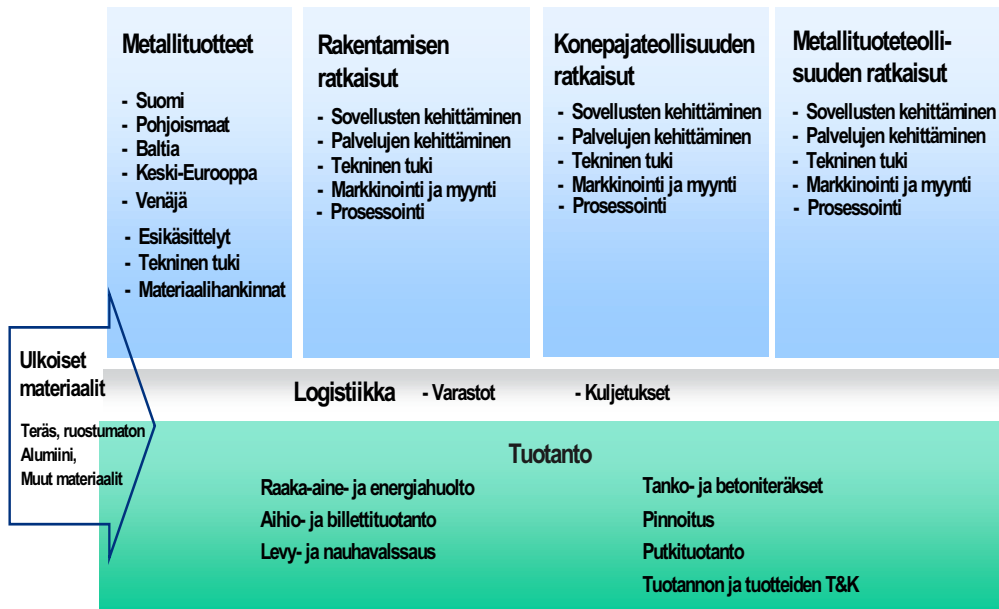 Metallituotteet
- Suomi
- Pohjoismaat
- Baltia
- Keski-Eurooppa
- Venäjä
- Esikäsittelyt
- Tekninen tuki
- Materiaalihankinnat
Rakentamisen
ratkaisut
- Sovellusten kehittäminen
- Palvelujen kehittäminen
- Tekninen tuki
- Markkinointi ja myynti
- Prosessointi
Konepajateollisuuden
ratkaisut
- Sovellusten kehittäminen
- Palvelujen kehittäminen
- Tekninen tuki
- Markkinointi ja myynti
- Prosessointi
Metallituoteteolli-
suuden ratkaisut
- Sovellusten kehittäminen
- Palvelujen kehittäminen
- Tekninen tuki
- Markkinointi ja myynti
- Prosessointi
Ulkoiset
materiaalit
Teräs, ruostumaton
Alumiini,
Muut materiaalit
Logistiikka - Varastot - Kuljetukset
Tuotanto
Raaka-aine- ja energiahuolto
Aihio- ja billettituotanto
Levy- ja nauhavalssaus
Tanko- ja betoniteräkset
Pinnoitus
Putkituotanto
Tuotannon ja tuotteiden T&K